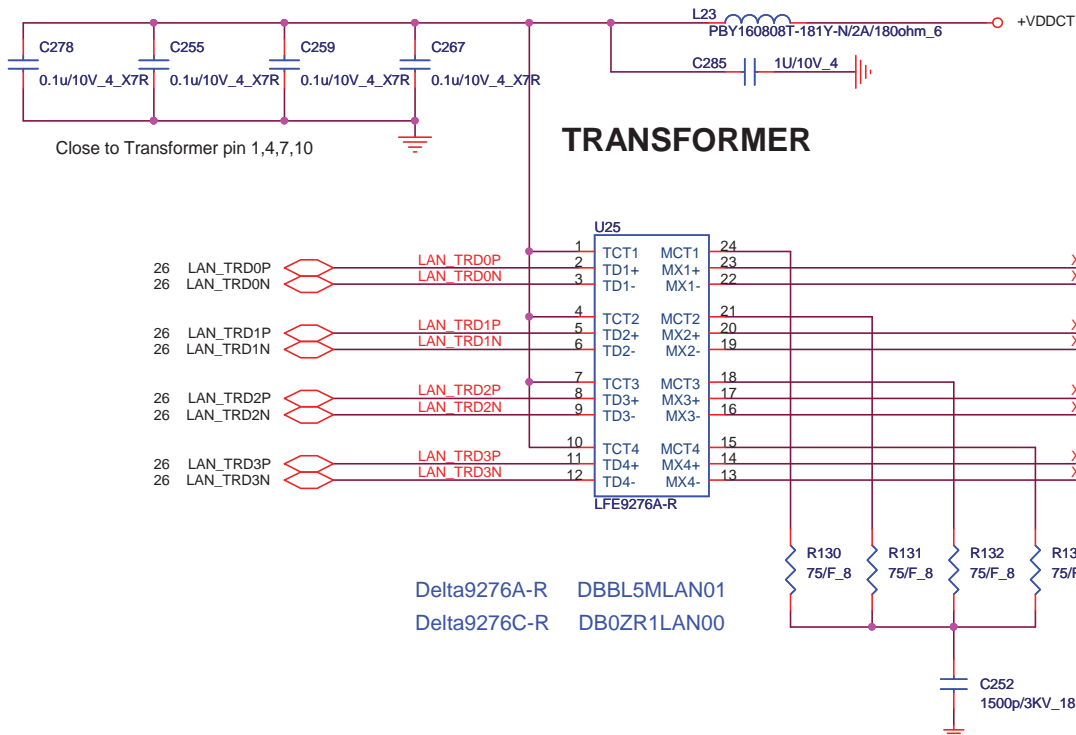 L23
PBY160808T-181Y-N/2A/180ohm_6
+VDDCT
C278
0.1u/10V_4_X7R
C255
0.1u/10V_4_X7R
C259
0.1u/10V_4_X7R
C267
0.1u/10V_4_X7R
C285
1U/10V_4
Close to Transformer pin 1,4,7,10
TRANSFORMER
U25
1 TCT1 MCT1 24
26 LAN_TRD0P LAN_TRD0P 2 TD1+ MX1+ 23 X
26 LAN_TRD0N LAN_TRD0N 3 TD1- MX1- 22 X
4 TCT2 MCT2 21
26 LAN_TRD1P LAN_TRD1P 5 TD2+ MX2+ 20 X
26 LAN_TRD1N LAN_TRD1N 6 TD2- MX2- 19 X
7 TCT3 MCT3 18
26 LAN_TRD2P LAN_TRD2P 8 TD3+ MX3+ 17 X
26 LAN_TRD2N LAN_TRD2N 9 TD3- MX3- 16 X
10 TCT4 MCT4 15
26 LAN_TRD3P LAN_TRD3P 11 TD4+ MX4+ 14 X
26 LAN_TRD3N LAN_TRD3N 12 TD4- MX4- 13 X
LFE9276A-R
R130
75/F_8
R131
75/F_8
R132
75/F_8
R13
75/F
Delta9276A-R DBBL5MLAN01
Delta9276C-R DB0ZR1LAN00
C252
1500p/3KV_18